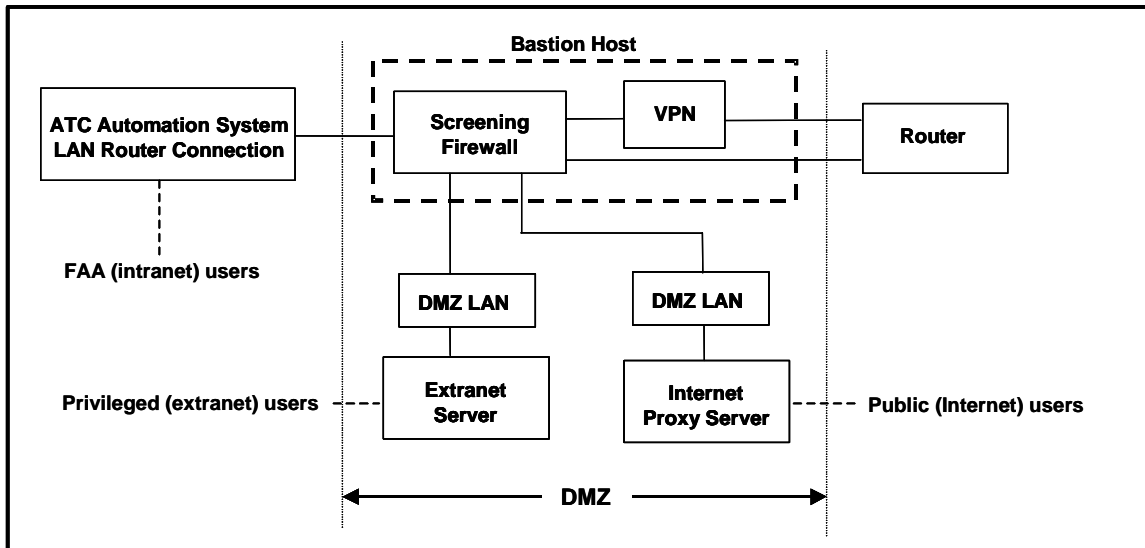 Bastion Host
ATC Automation System
LAN Router Connection
Screening
Firewall
VPN
Router
FAA (intranet) users
DMZ LAN
DMZ LAN
Privileged (extranet) users
Extranet
Server
Internet
Proxy Server
Public (Internet) users
DMZ